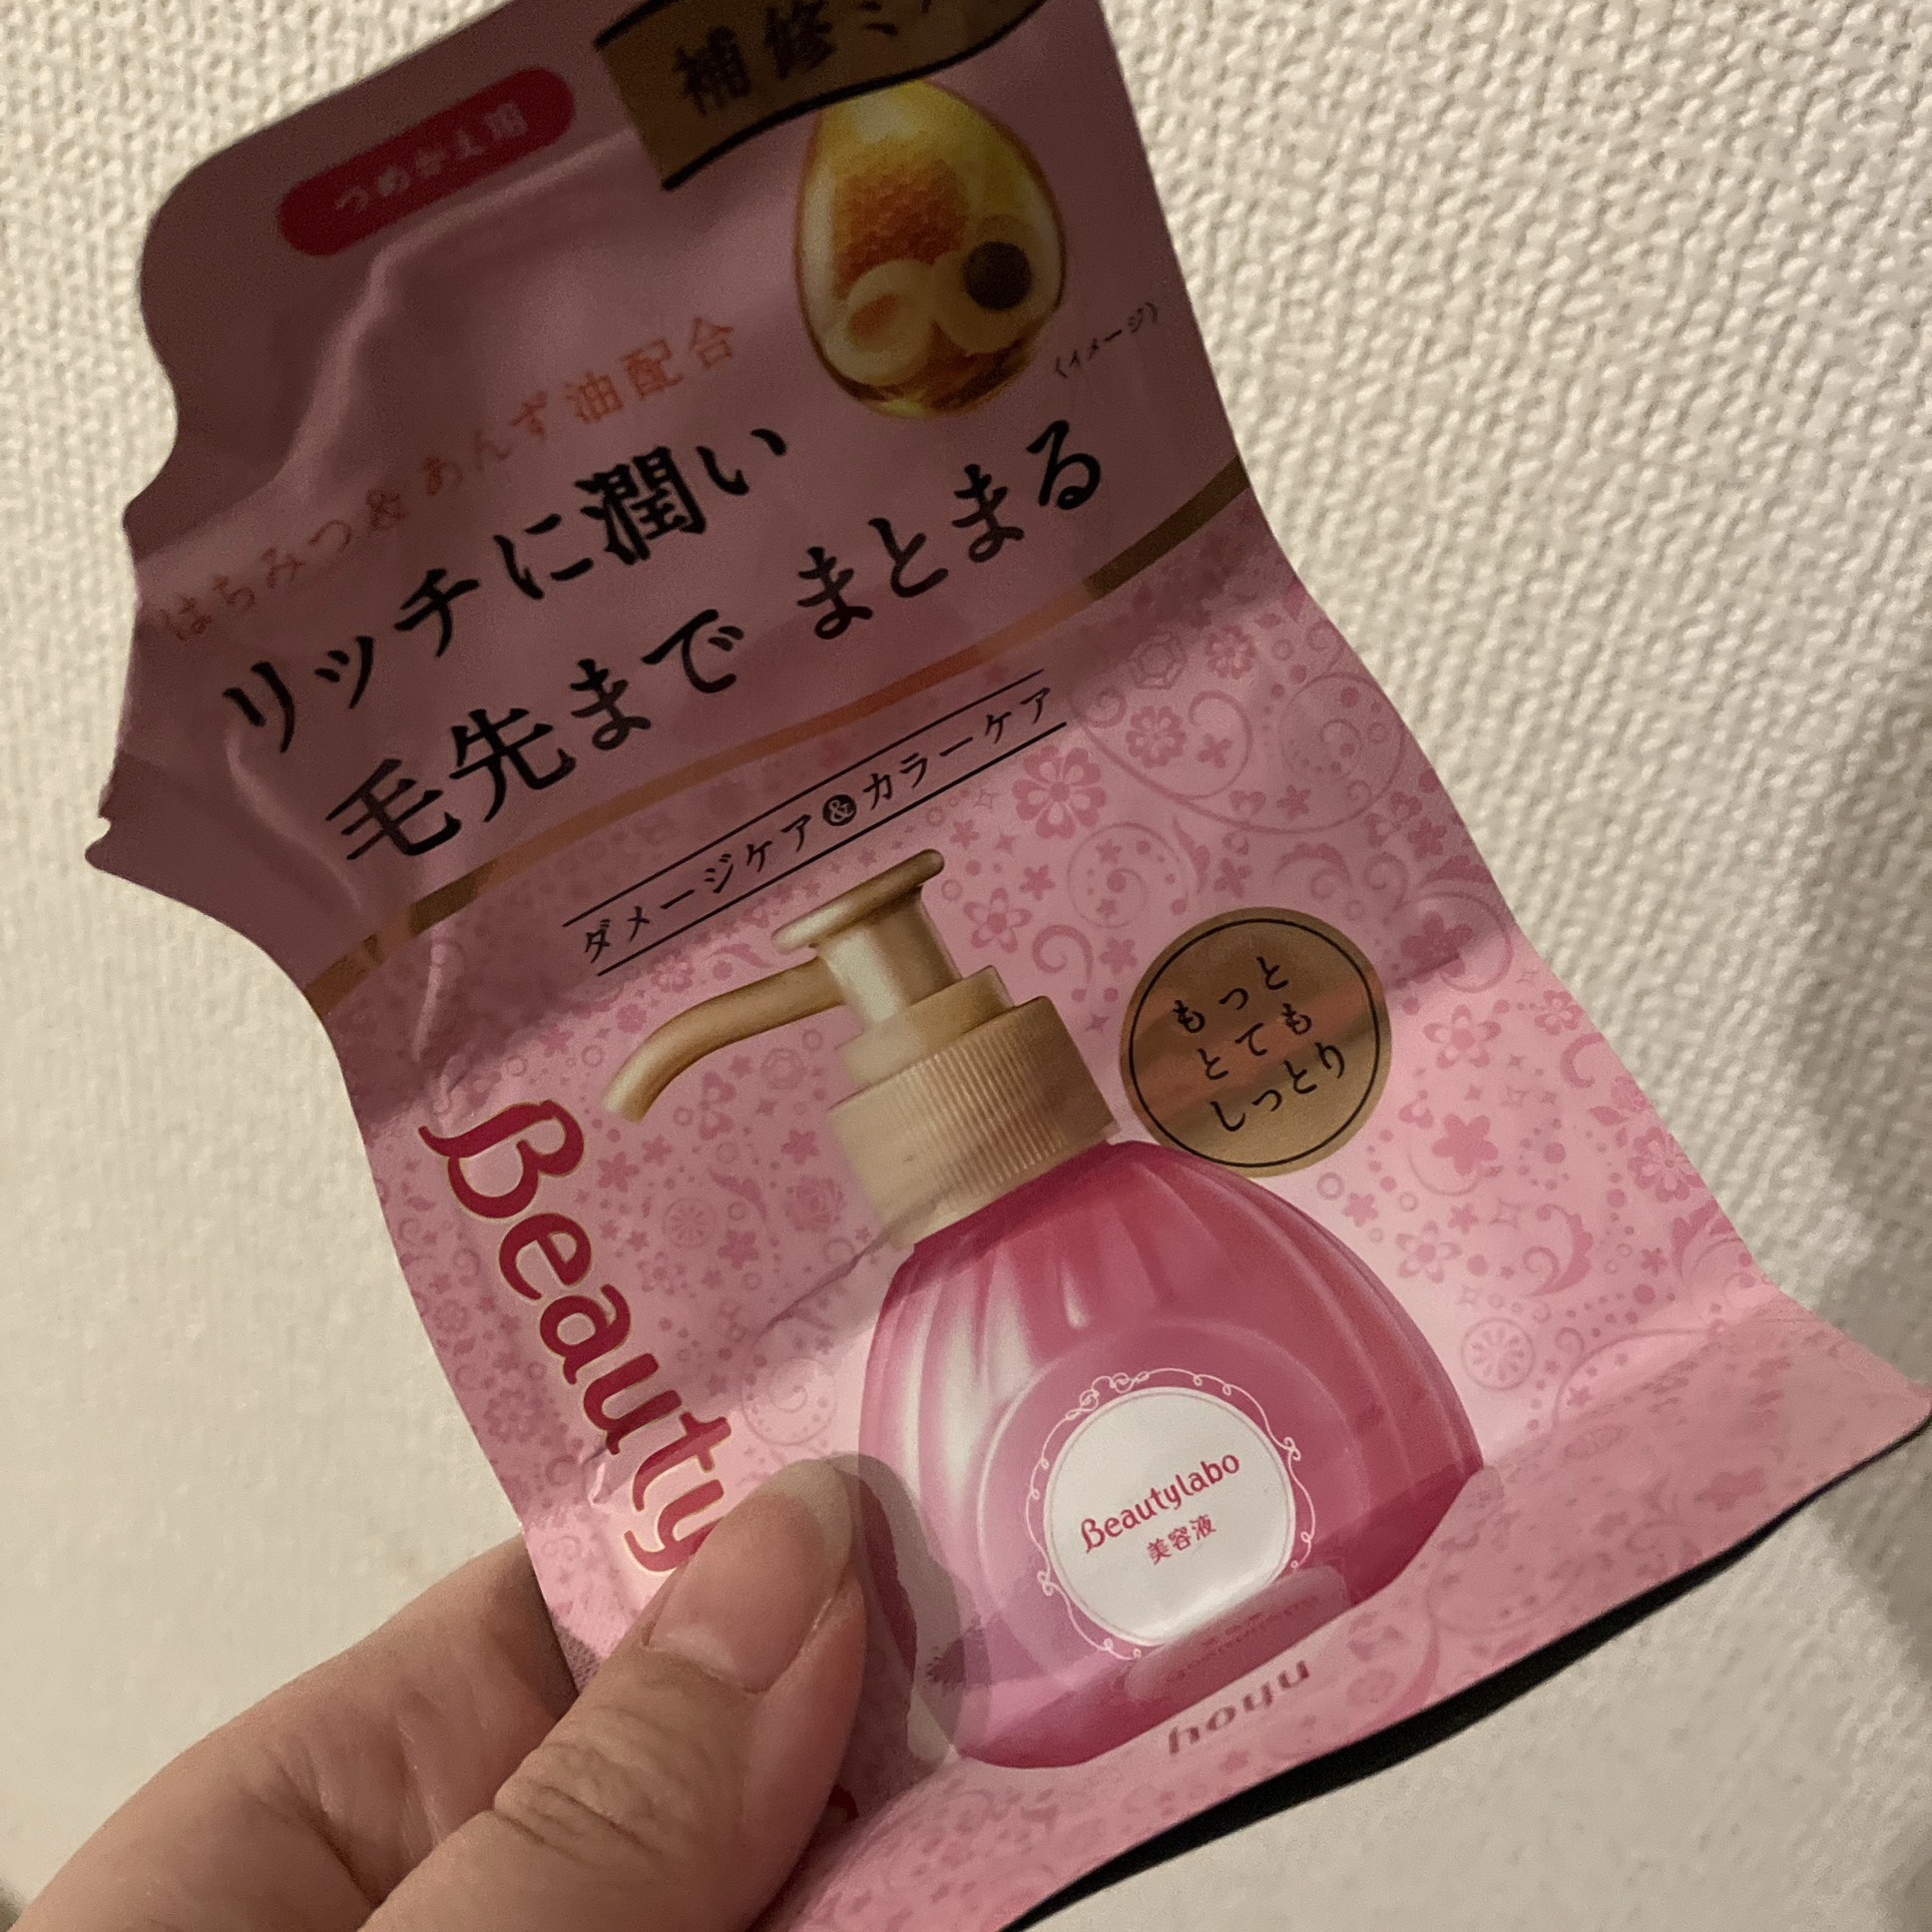 補修ミ
つめかえ用
はちみつ&あんず油配合
〈イメージ〉
リッチに潤い
毛先まで まとまる
ダメージケア&カラーケア
もっと
とても
しっとり
Beauty
Beautylabo
美容液
hoyu